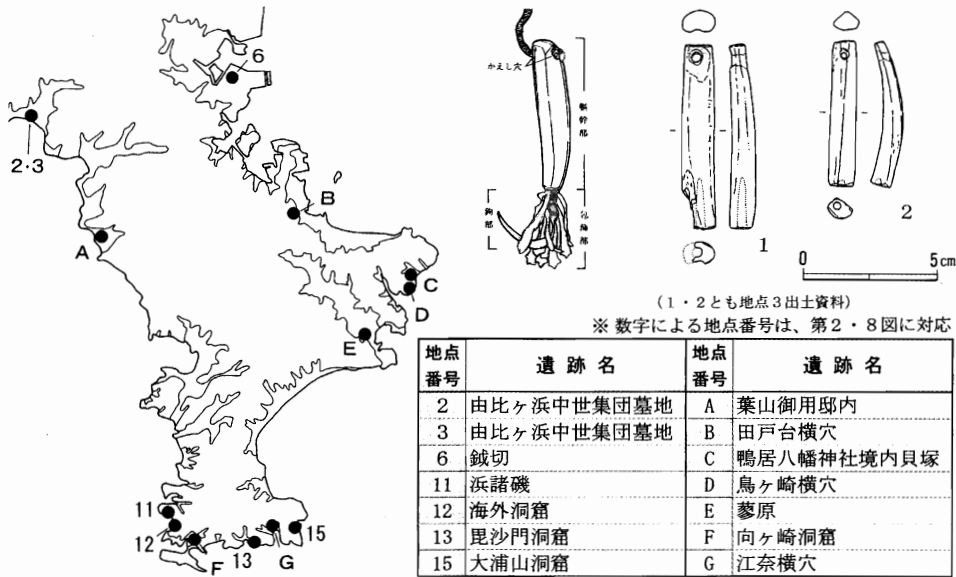 6
2・3
B
A
C
D
E
11
12
F
13
G
15
かえし穴
軸幹部
鉤部
1
2
0 5cm
(1・2とも地点3出土資料)
※ 数字による地点番号は、第2・8図に対応
地点番号 遺跡名 地点番号 遺跡名
2 由比ヶ浜中世集団墓地 A 葉山御用邸内
3 由比ヶ浜中世集団墓地 B 田戸台横穴
6 鉞切 C 鴨居八幡神社境内貝塚
11 浜諸磯 D 鳥ヶ崎横穴
12 海外洞窟 E 蓼原
13 毘沙門洞窟 F 向ヶ崎洞窟
15 大浦山洞窟 G 江奈横穴